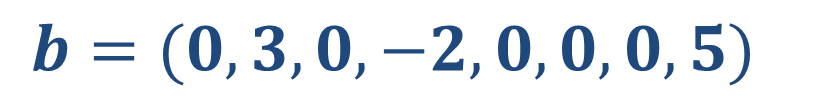 b = (0, 3, 0, −2, 0, 0, 0, 5)